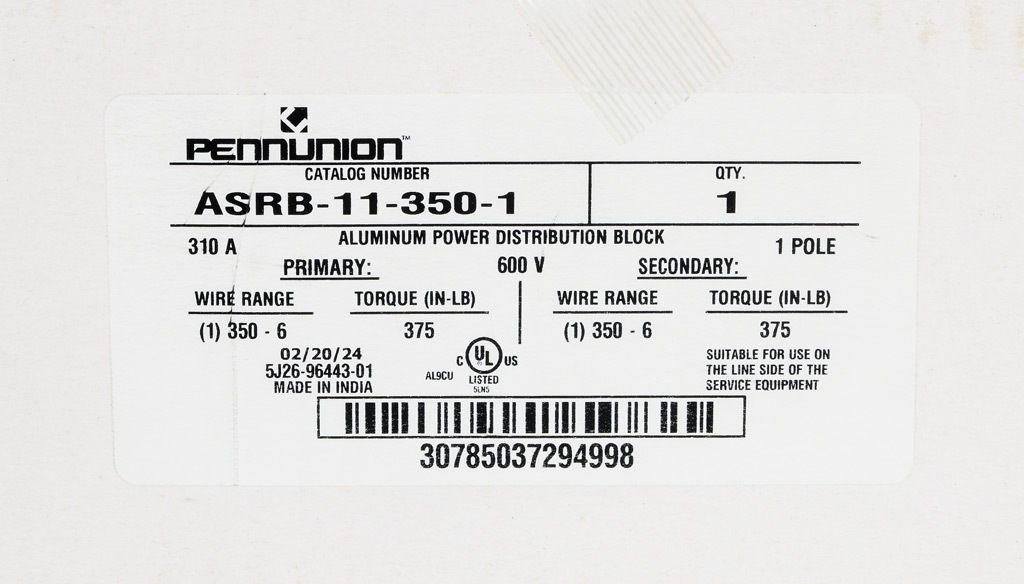 PENNUNION™
CATALOG NUMBER QTY.
ASRB-11-350-1 1
310 A ALUMINUM POWER DISTRIBUTION BLOCK 1 POLE
PRIMARY: 600 V SECONDARY:
WIRE RANGE TORQUE (IN-LB) WIRE RANGE TORQUE (IN-LB)
(1) 350 - 6 375 (1) 350 - 6 375
02/20/24
5J26-96443-01
MADE IN INDIA
AL9CU
C UL US
LISTED
5LN5
SUITABLE FOR USE ON
THE LINE SIDE OF THE
SERVICE EQUIPMENT
30785037294998